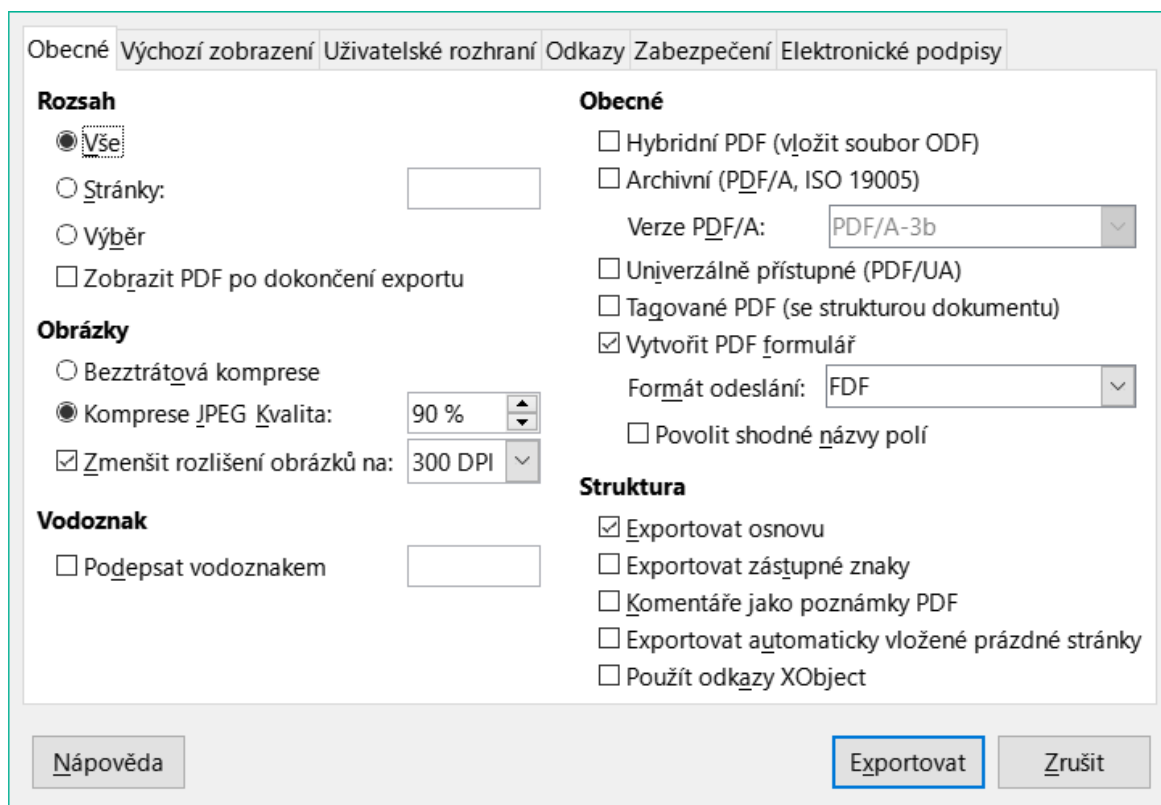 Obecné Výchozí zobrazení Uživatelské rozhraní Odkazy Zabezpečení Elektronické podpisy
Rozsah
Vše
Stránky:
Výběr
Zobrazit PDF po dokončení exportu
Obrázky
Bezztrátová komprese
Komprese JPEG Kvalita: 90 %
Zmenšit rozlišení obrázků na: 300 DPI
Vodoznak
Podepsat vodoznakem
Obecné
Hybridní PDF (vložit soubor ODF)
Archivní (PDF/A, ISO 19005)
Verze PDF/A: PDF/A-3b
Univerzálně přístupné (PDF/UA)
Tagované PDF (se strukturou dokumentu)
Vytvořit PDF formulář
Formát odeslání: FDF
Povolit shodné názvy polí
Struktura
Exportovat osnovu
Exportovat zástupné znaky
Komentáře jako poznámky PDF
Exportovat automaticky vložené prázdné stránky
Použít odkazy XObject
Nápověda Exportovat Zrušit